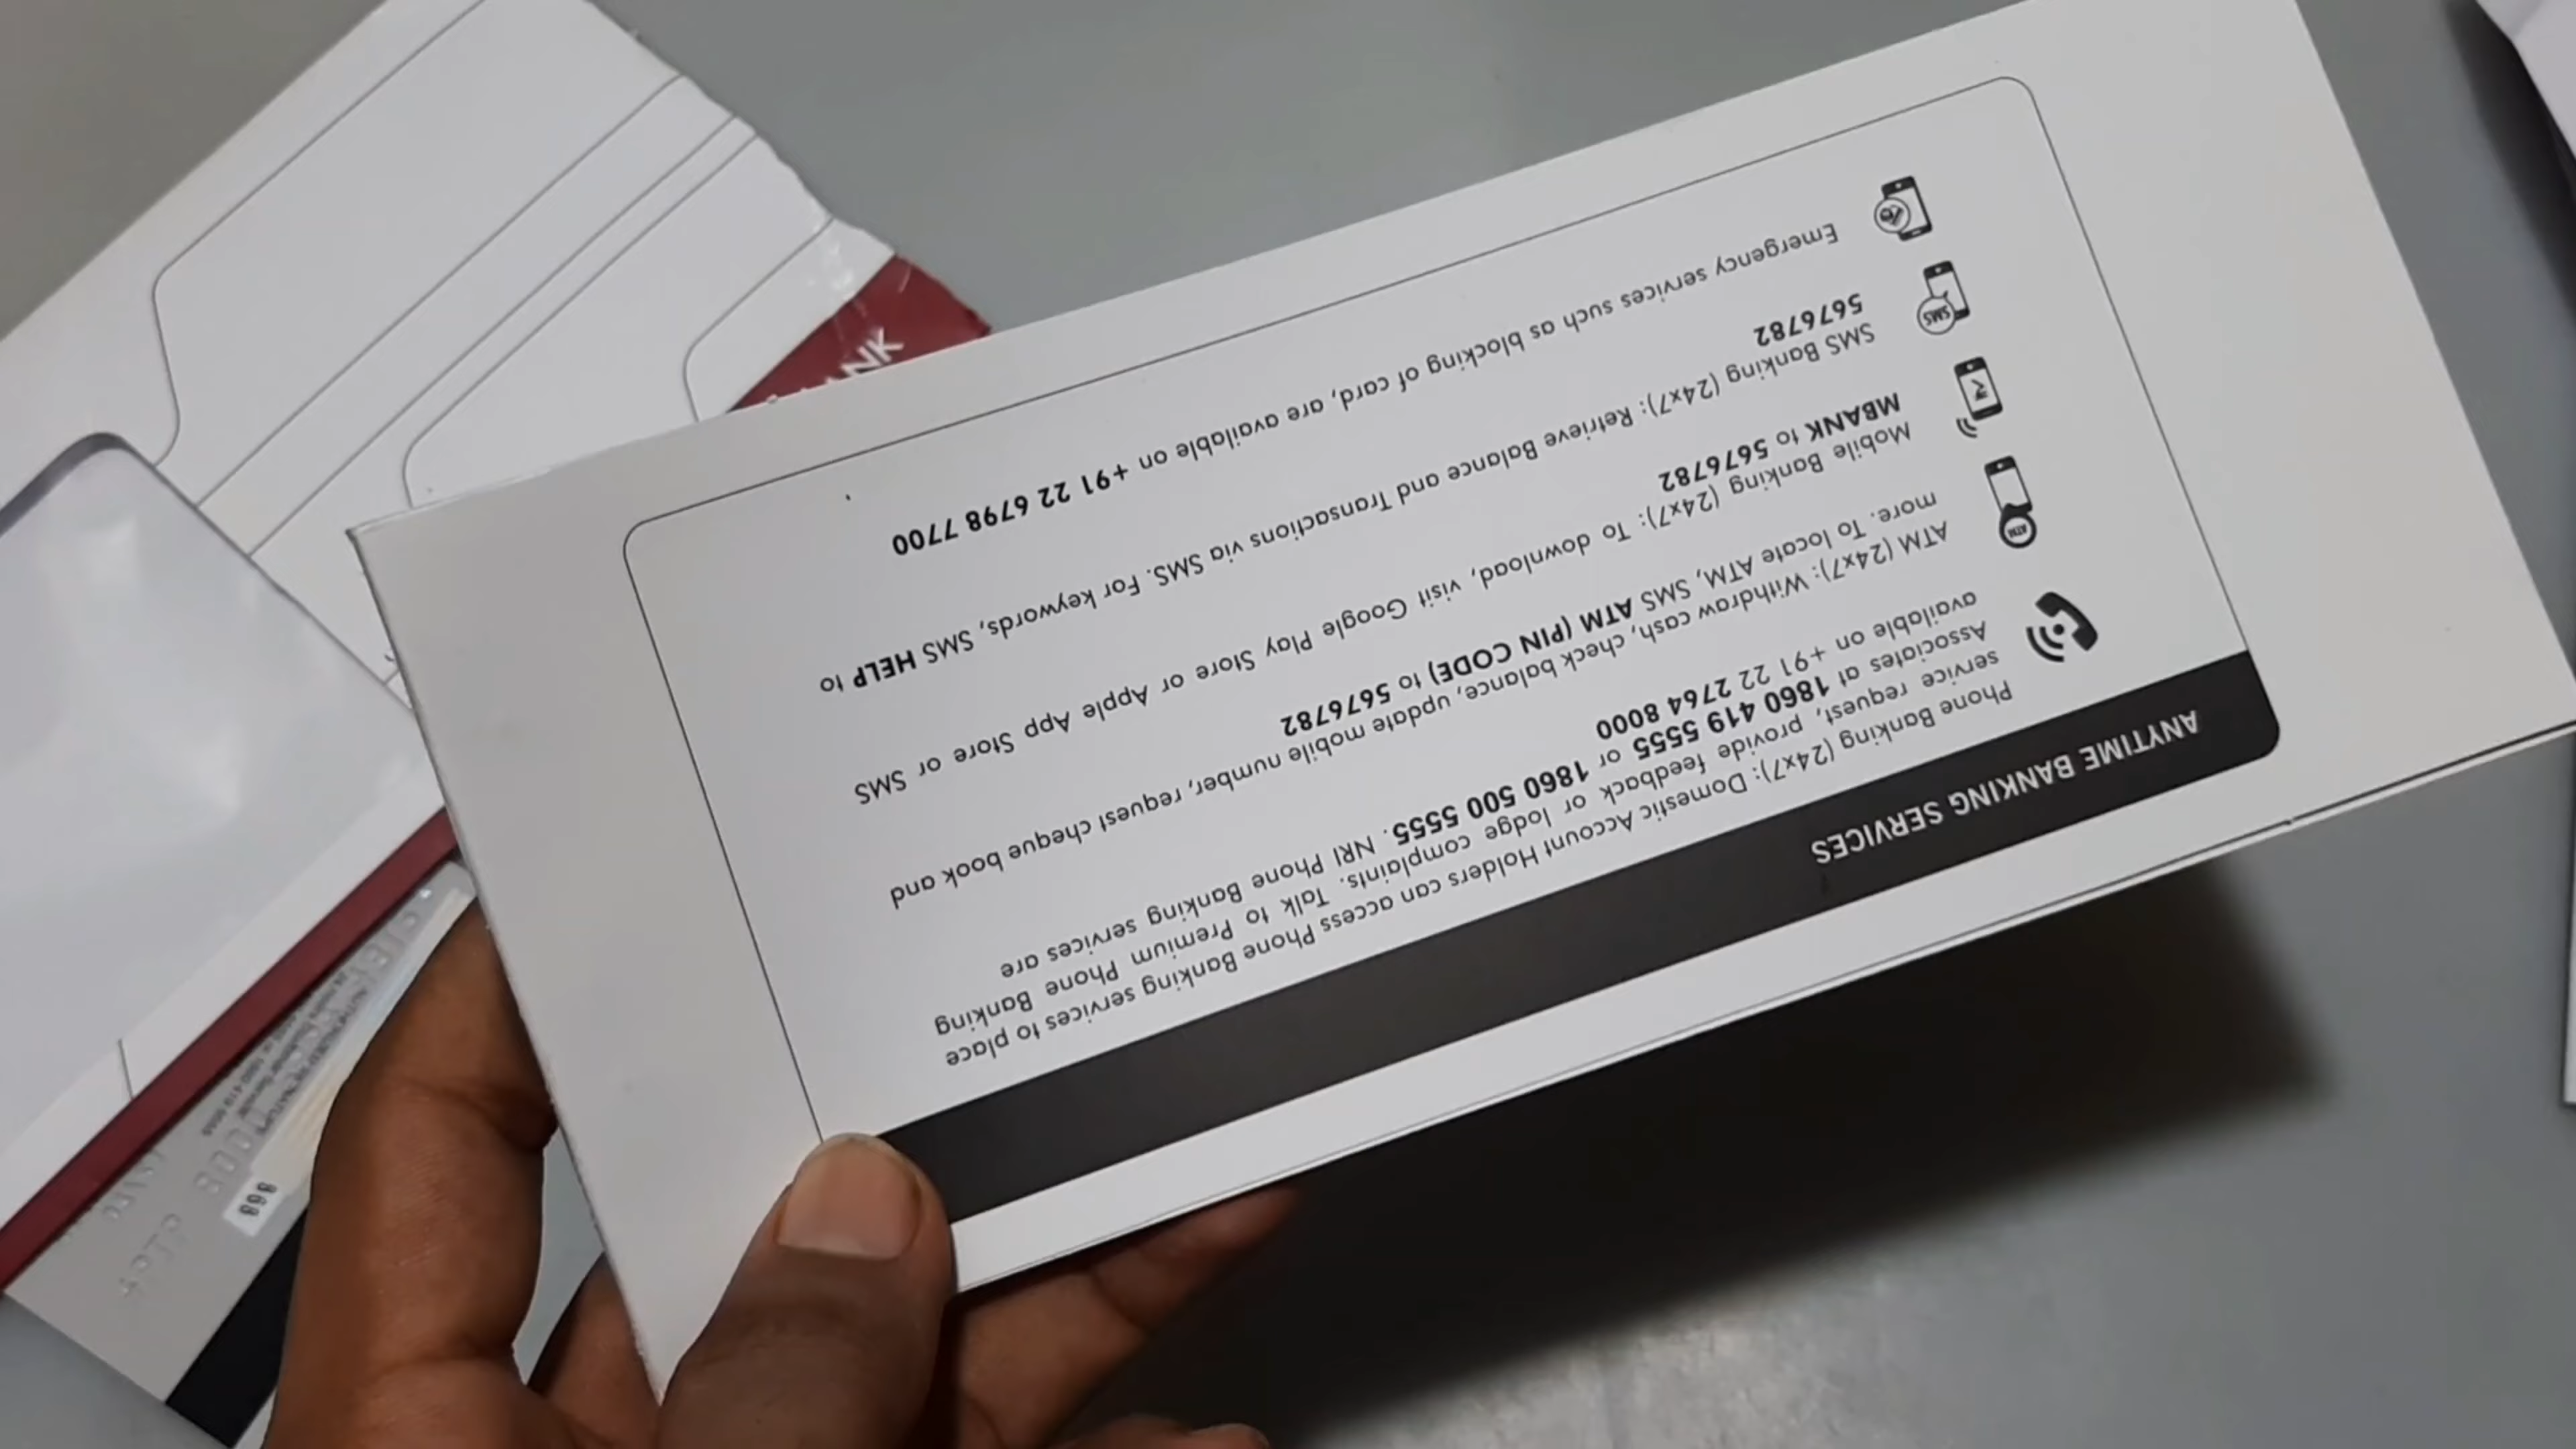 ANYTIME BANKING SERVICES
Phone Banking (24x7): Domestic Account Holders can access Phone Banking services to place
service request, provide feedback or lodge complaints. Talk to Premium Phone Banking
Associates at 1860 419 5555 or 1860 500 5555. NRI Phone Banking services are
available on +91 22 2764 8000
ATM
ATM (24x7): Withdraw cash, check balance, update mobile number, request cheque book and
more. To locate ATM, SMS ATM (PIN CODE) to 5676782
Mobile Banking (24x7): To download, visit Google Play Store or Apple App Store or SMS
MBANK to 5676782
SMS
SMS Banking (24x7): Retrieve Balance and Transactions via SMS. For keywords, SMS HELP to
5676782
Emergency services such as blocking of card, are available on +91 22 6798 7700